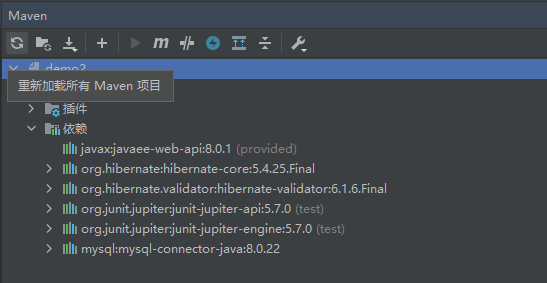 Maven
demo2
重新加载所有 Maven 项目
插件
依赖
javax:javaee-web-api:8.0.1 (provided)
org.hibernate:hibernate-core:5.4.25.Final
org.hibernate.validator:hibernate-validator:6.1.6.Final
org.junit.jupiter:junit-jupiter-api:5.7.0 (test)
org.junit.jupiter:junit-jupiter-engine:5.7.0 (test)
mysql:mysql-connector-java:8.0.22